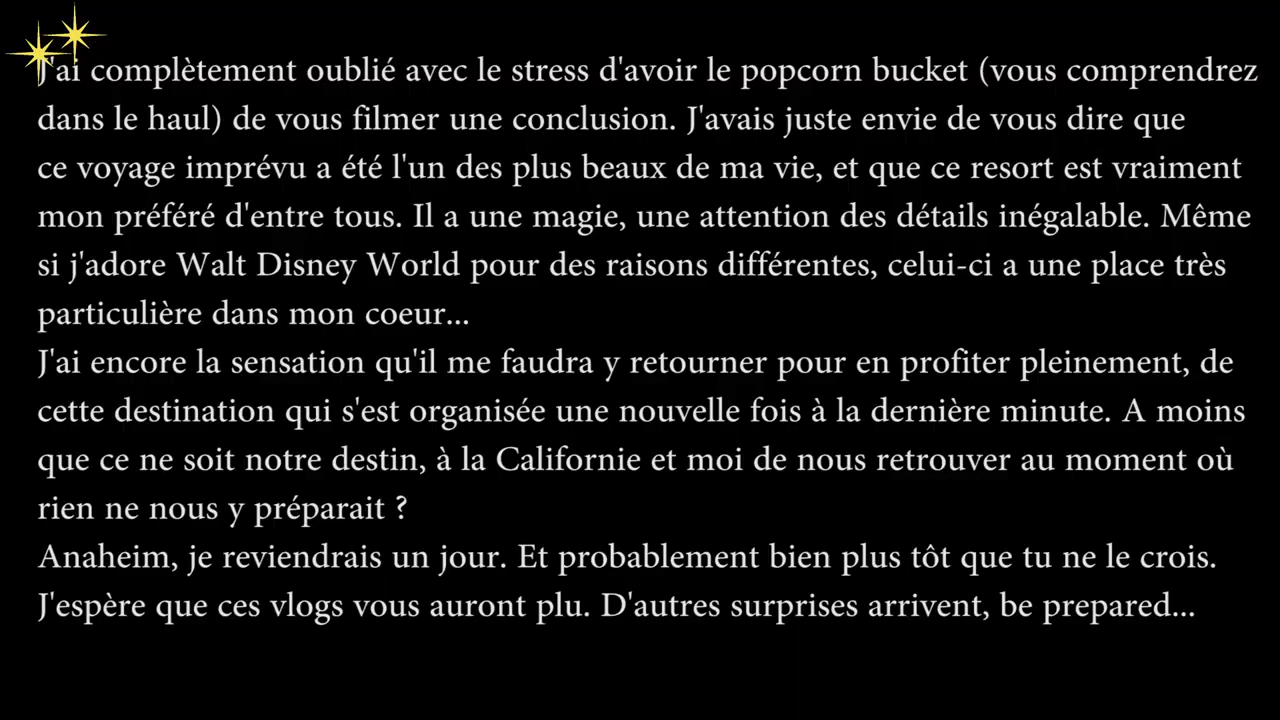 J'ai complètement oublié avec le stress d'avoir le popcorn bucket (vous comprendrez
dans le haul) de vous filmer une conclusion. J'avais juste envie de vous dire que
ce voyage imprévu a été l'un des plus beaux de ma vie, et que ce resort est vraiment
mon préféré d'entre tous. Il a une magie, une attention des détails inégalable. Même
si j'adore Walt Disney World pour des raisons différentes, celui-ci a une place très
particulière dans mon coeur...
J'ai encore la sensation qu'il me faudra y retourner pour en profiter pleinement, de
cette destination qui s'est organisée une nouvelle fois à la dernière minute. A moins
que ce ne soit notre destin, à la Californie et moi de nous retrouver au moment où
rien ne nous y préparait ?
Anaheim, je reviendrais un jour. Et probablement bien plus tôt que tu ne le crois.
J'espère que ces vlogs vous auront plu. D'autres surprises arrivent, be prepared...